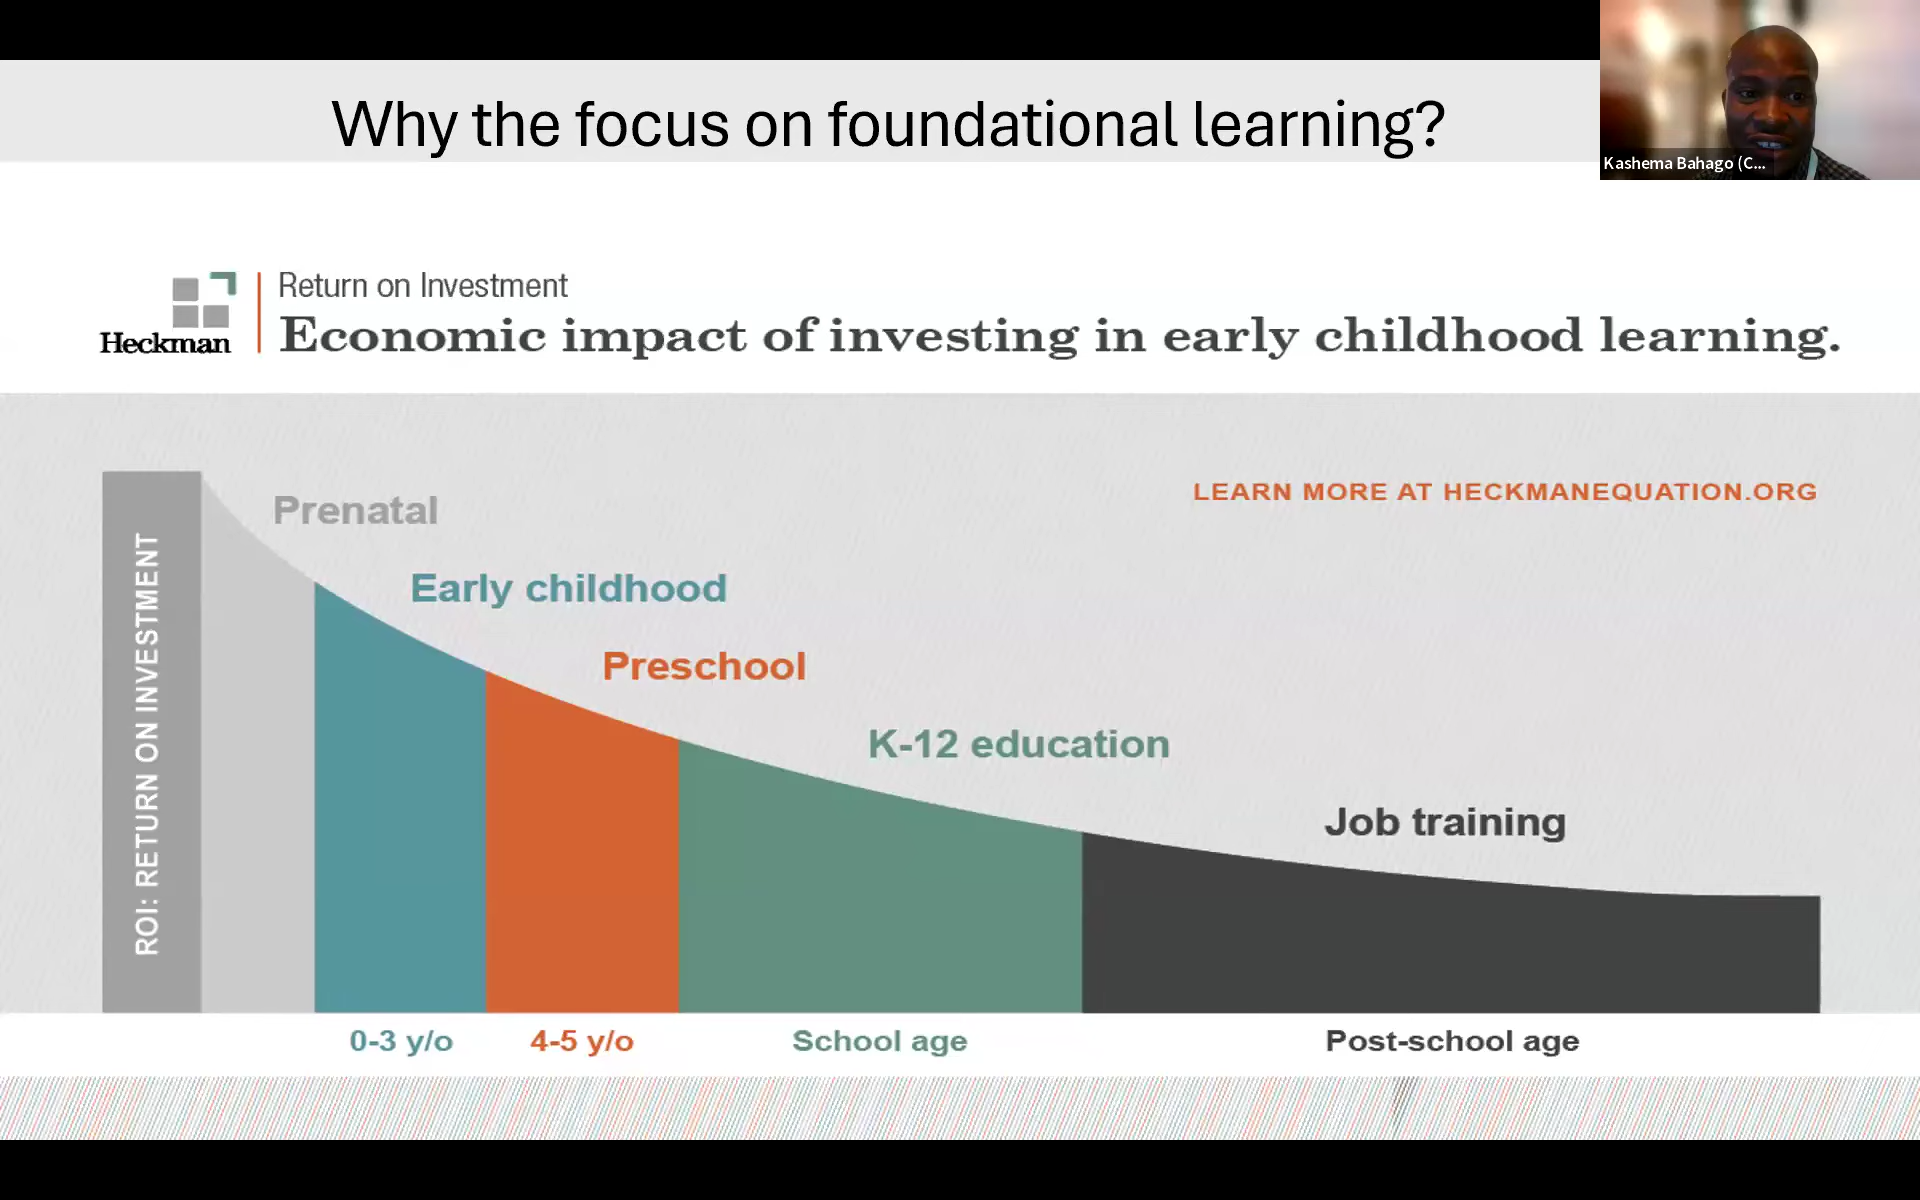 Why the focus on foundational learning?
Kashema Bahago (C...
Heckman
Return on Investment
Economic impact of investing in early childhood learning.
LEARN MORE AT HECKMANEQUATION.ORG
ROI: RETURN ON INVESTMENT
Prenatal
Early childhood
Preschool
K-12 education
Job training
0-3 y/o
4-5 y/o
School age
Post-school age